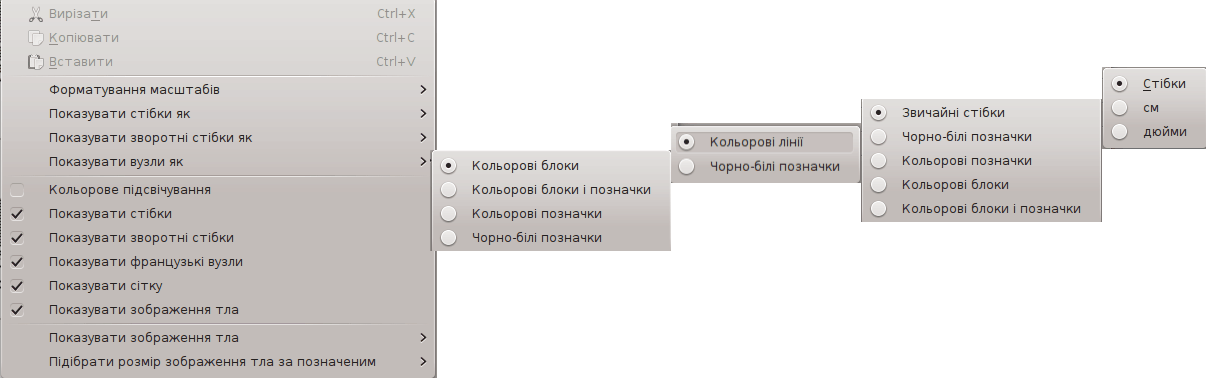 Вирізати Ctrl+X
Копіювати Ctrl+C
Вставити Ctrl+V
Форматування масштабів
Показувати стібки як
Показувати зворотні стібки як
Показувати вузли як
Кольорове підсвічування
Показувати стібки
Показувати зворотні стібки
Показувати французькі вузли
Показувати сітку
Показувати зображення тла
Показувати зображення тла
Підібрати розмір зображення тла за позначеним
Кольорові блоки
Кольорові блоки і позначки
Кольорові позначки
Чорно-білі позначки
Кольорові лінії
Чорно-білі позначки
Звичайні стібки
Чорно-білі позначки
Кольорові позначки
Кольорові блоки
Кольорові блоки і позначки
Стібки
см
дюйми